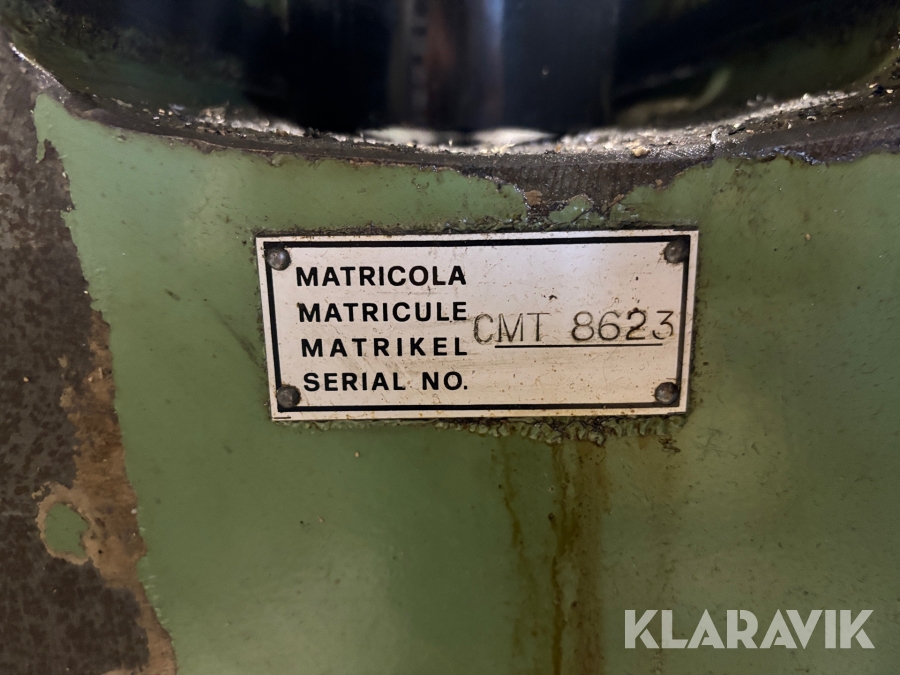 MATRICOLA
MATRICULE
CMT 8623
MATRIKEL
SERIAL NO.
KLARAVIK